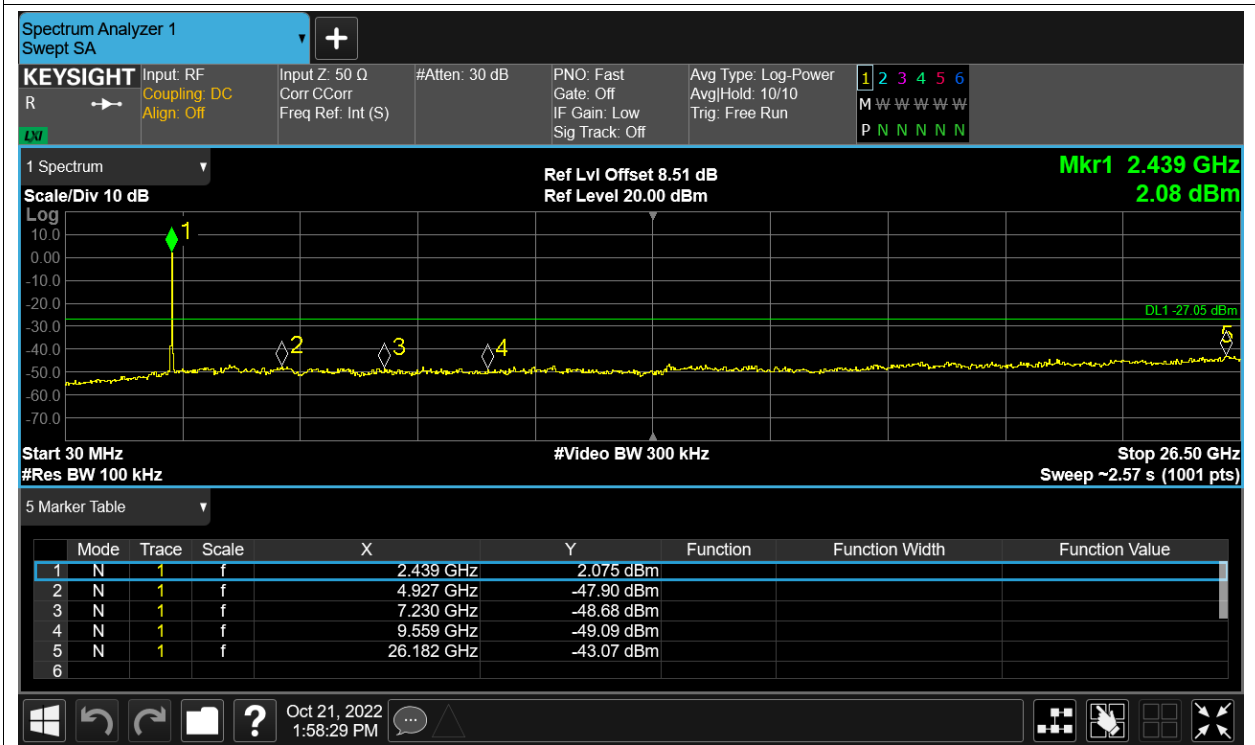 Spectrum Analyzer 1
Swept SA
KEYSIGHT Input: RF Input Z: 50 Ω #Atten: 30 dB PNO: Fast Avg Type: Log-Power 1 2 3 4 5 6
R Coupling: DC Corr CCorr Gate: Off Avg|Hold: 10/10 M W W W W W
Align: Off Freq Ref: Int (S) IF Gain: Low Trig: Free Run
LXI Sig Track: Off P N N N N N
1 Spectrum Ref Lvl Offset 8.51 dB Mkr1 2.439 GHz
Scale/Div 10 dB Ref Level 20.00 dBm 2.08 dBm
Log
10.0 1
0.00
-10.0
-20.0
DL1 -27.05 dBm
-30.0
-40.0 2 3 4 5
-50.0
-60.0
-70.0
Start 30 MHz #Video BW 300 kHz Stop 26.50 GHz
#Res BW 100 kHz Sweep ~2.57 s (1001 pts)
5 Marker Table
Mode Trace Scale X Y Function Function Width Function Value
1 N 1 f 2.439 GHz 2.075 dBm
2 N 1 f 4.927 GHz -47.90 dBm
3 N 1 f 7.230 GHz -48.68 dBm
4 N 1 f 9.559 GHz -49.09 dBm
5 N 1 f 26.182 GHz -43.07 dBm
6
? Oct 21, 2022
1:58:29 PM